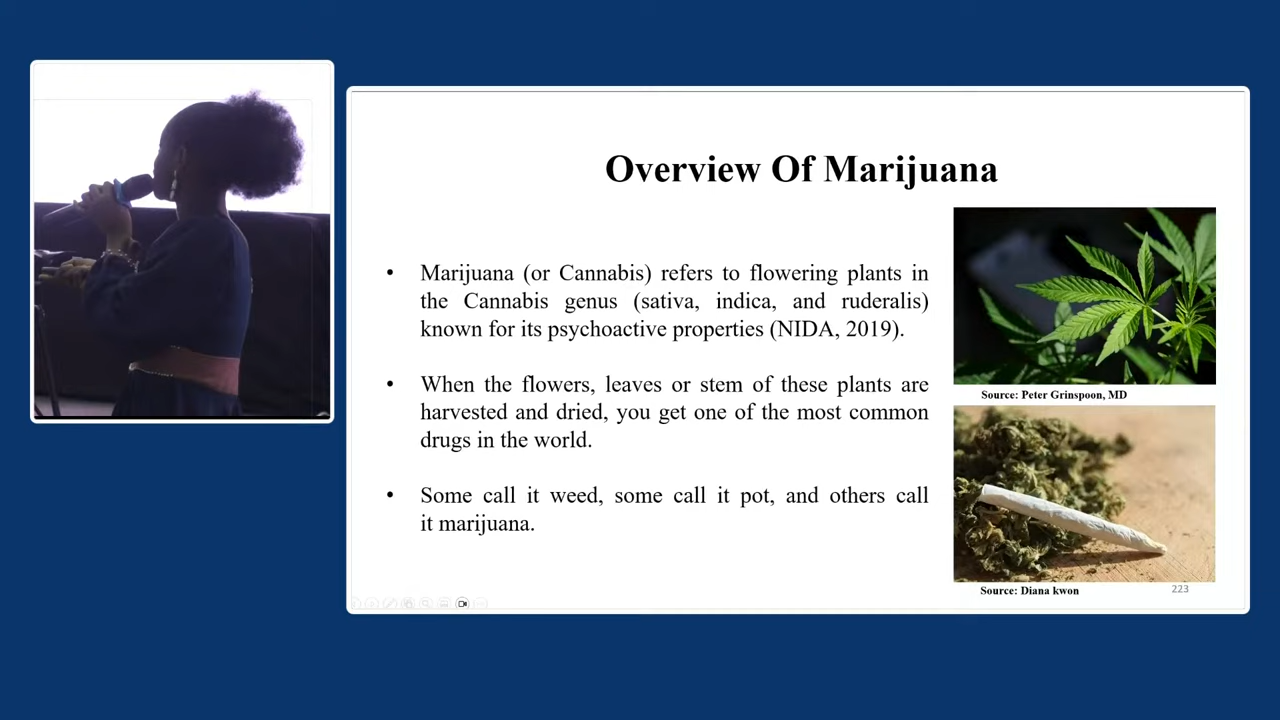 Overview Of Marijuana
• Marijuana (or Cannabis) refers to flowering plants in
the Cannabis genus (sativa, indica, and ruderalis)
known for its psychoactive properties (NIDA, 2019).
• When the flowers, leaves or stem of these plants are
harvested and dried, you get one of the most common
drugs in the world.
• Some call it weed, some call it pot, and others call
it marijuana.
Source: Peter Grinspoon, MD
Source: Diana kwon
223